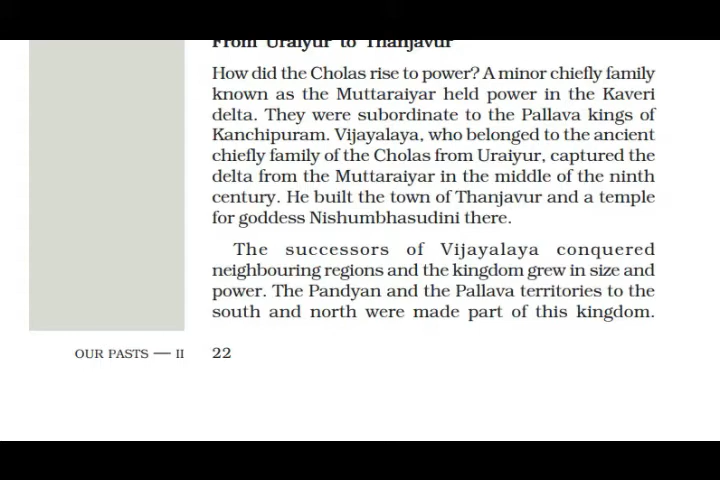 From Uraiyur to Thanjavur
How did the Cholas rise to power? A minor chiefly family
known as the Muttaraiyar held power in the Kaveri
delta. They were subordinate to the Pallava kings of
Kanchipuram. Vijayalaya, who belonged to the ancient
chiefly family of the Cholas from Uraiyur, captured the
delta from the Muttaraiyar in the middle of the ninth
century. He built the town of Thanjavur and a temple
for goddess Nishumbhasudini there.
The successors of Vijayalaya conquered
neighbouring regions and the kingdom grew in size and
power. The Pandyan and the Pallava territories to the
south and north were made part of this kingdom.
OUR PASTS — II 22